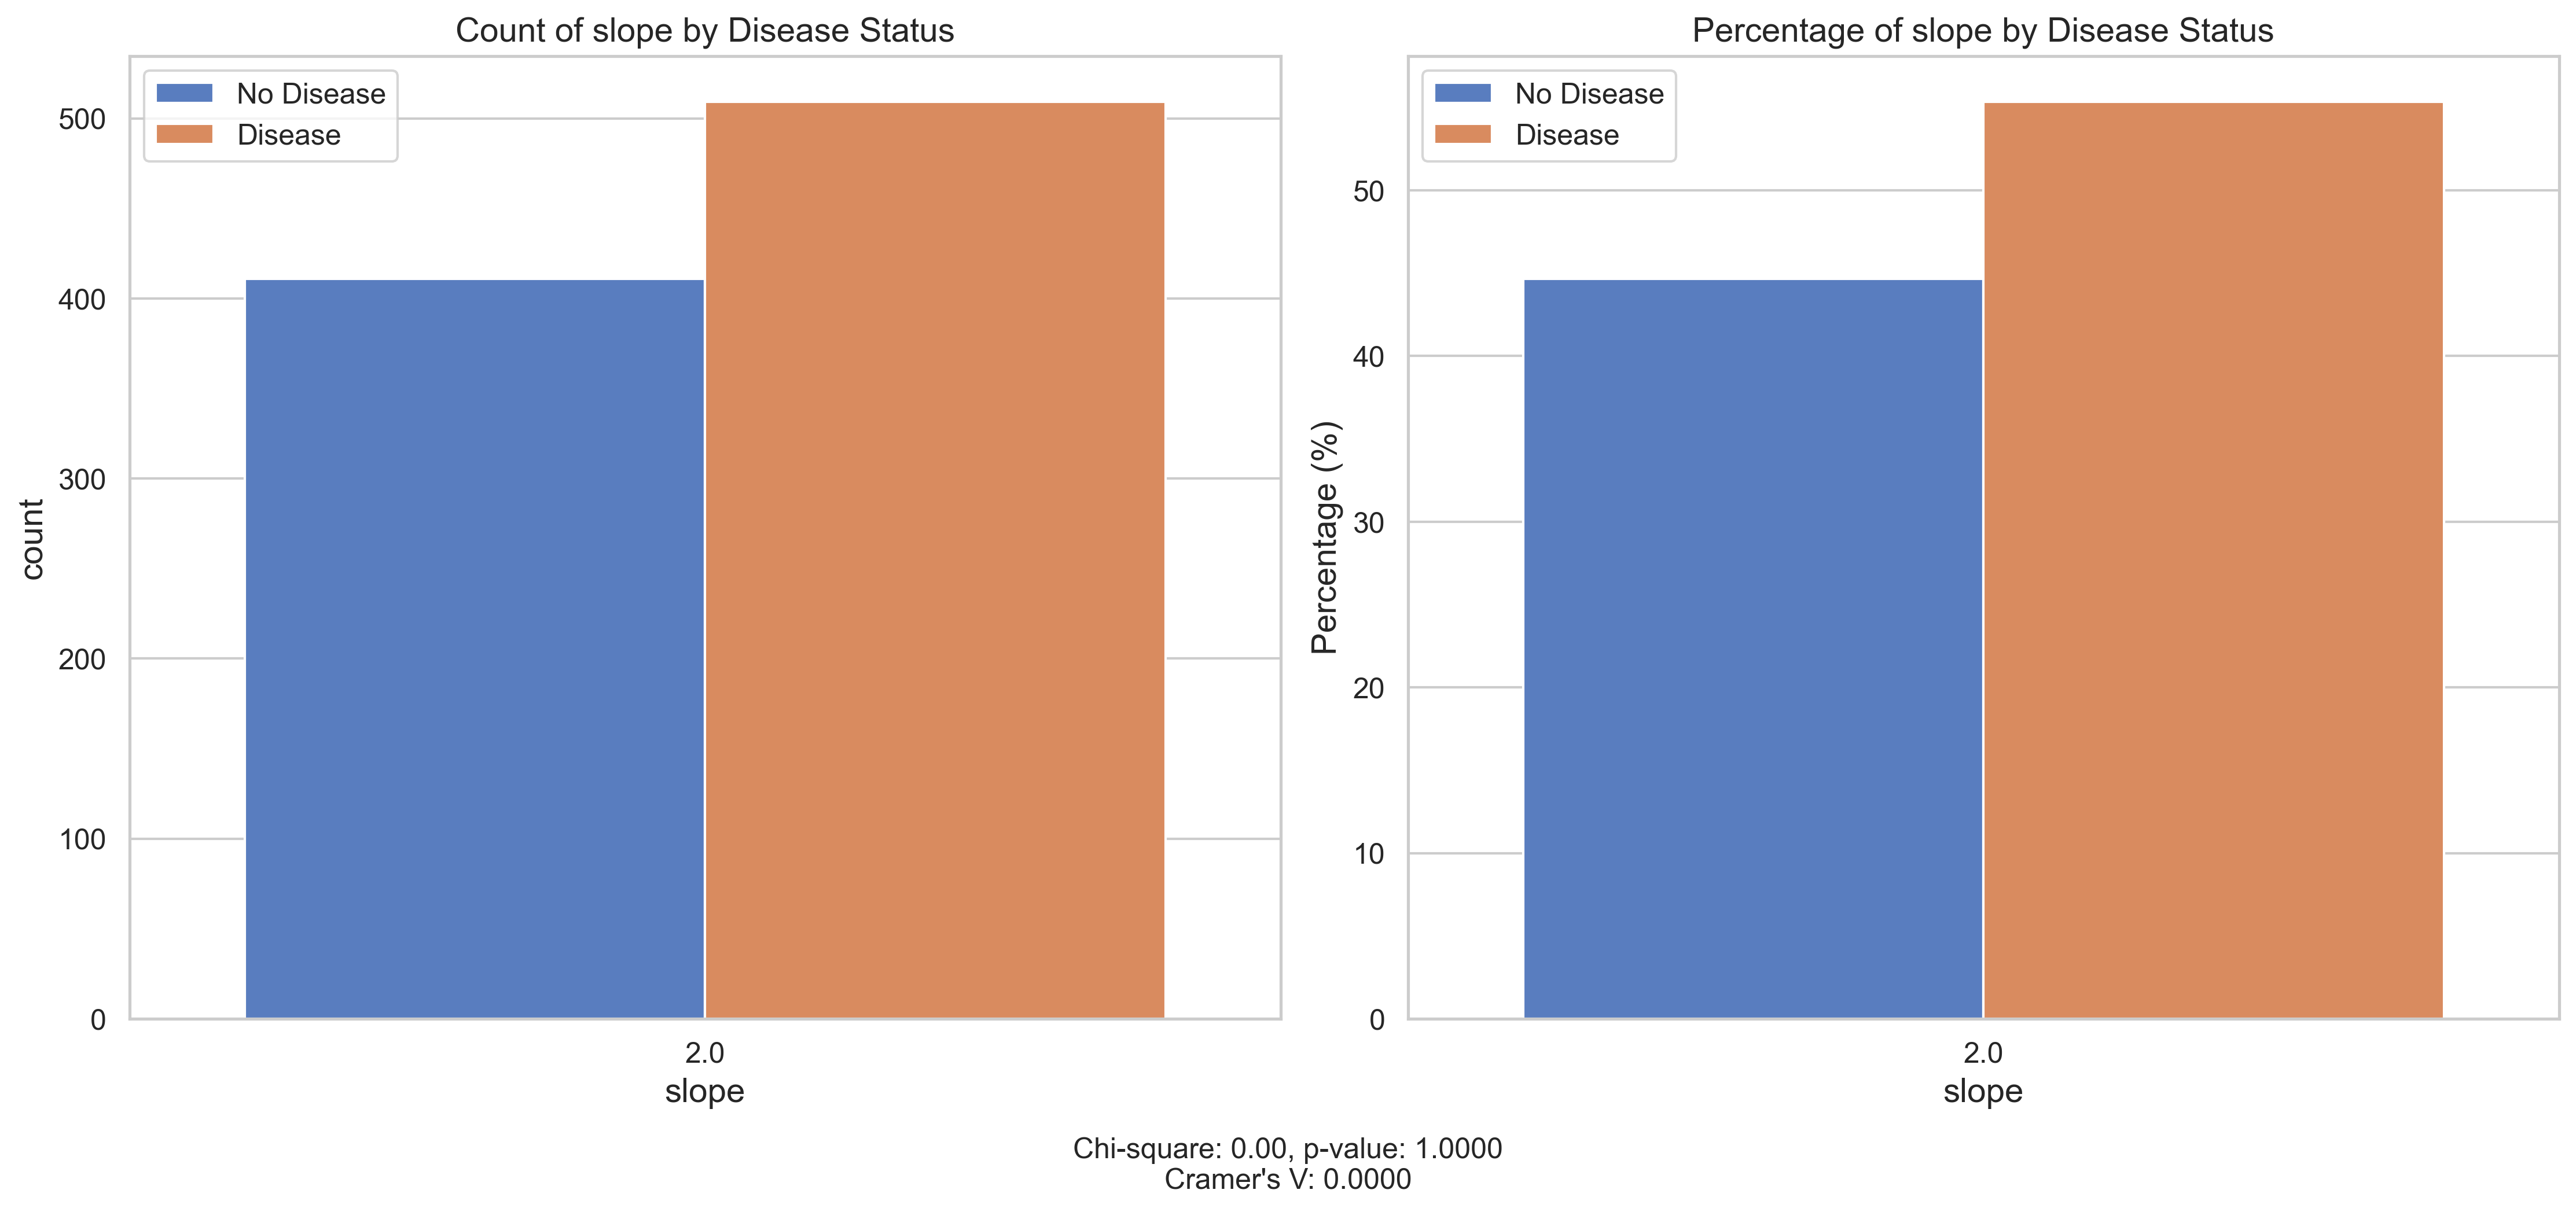 Count of slope by Disease Status
No Disease
Disease
500
400
300
200
100
0
count
2.0
slope
Percentage of slope by Disease Status
No Disease
Disease
50
40
30
20
10
0
Percentage (%)
2.0
slope
Chi-square: 0.00, p-value: 1.0000
Cramer's V: 0.0000